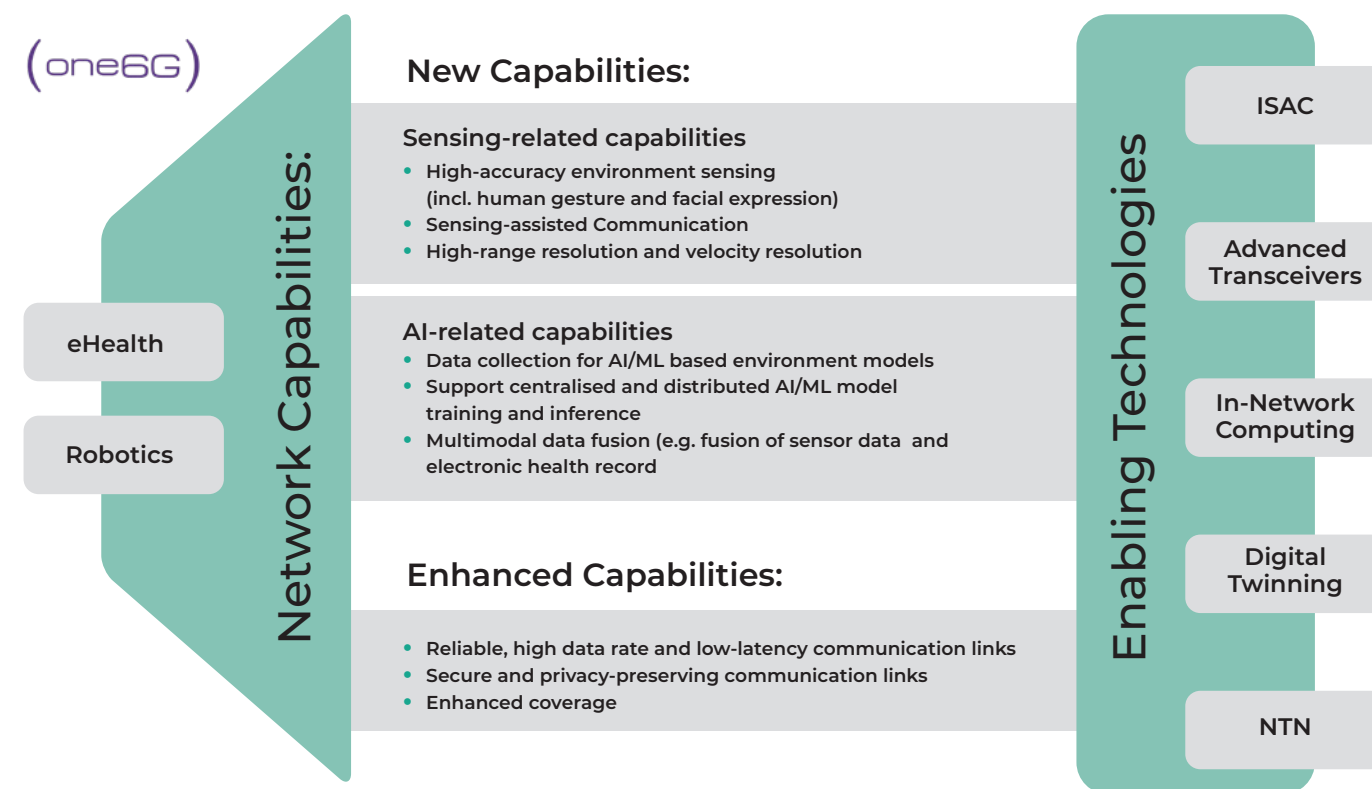 (one6G)
New Capabilities:
Sensing-related capabilities
• High-accuracy environment sensing
(incl. human gesture and facial expression)
• Sensing-assisted Communication
• High-range resolution and velocity resolution
AI-related capabilities
• Data collection for AI/ML based environment models
• Support centralised and distributed AI/ML model
training and inference
• Multimodal data fusion (e.g. fusion of sensor data and
electronic health record
Enhanced Capabilities:
• Reliable, high data rate and low-latency communication links
• Secure and privacy-preserving communication links
• Enhanced coverage
Network Capabilities:
eHealth
Robotics
Enabling Technologies
ISAC
Advanced
Transceivers
In-Network
Computing
Digital
Twinning
NTN